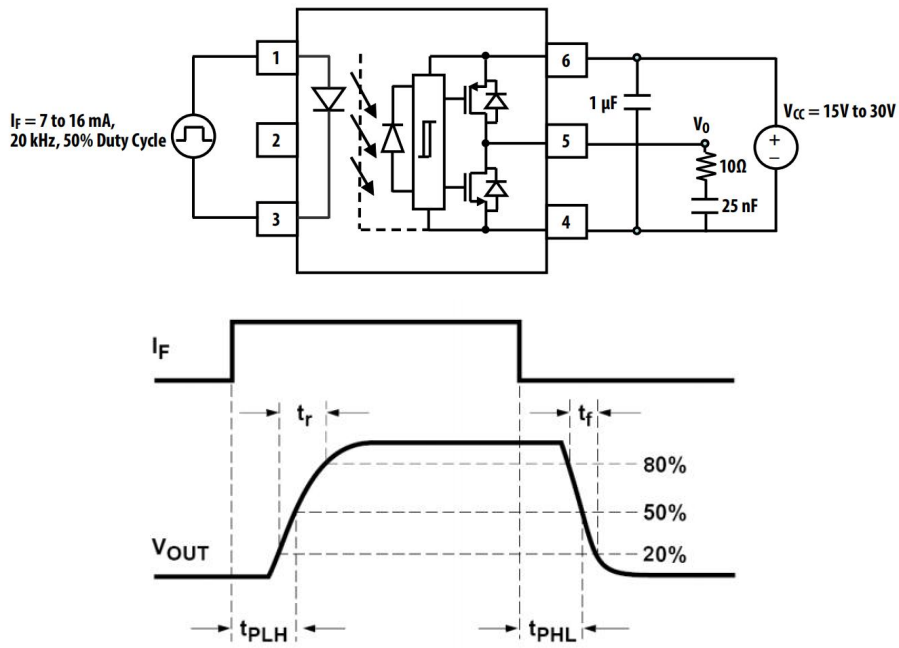 1
6
I_F = 7 to 16 mA,
20 kHz, 50% Duty Cycle
2
5
3
4
1 µF
V_O
10Ω
25 nF
V_CC = 15V to 30V
+
−
I_F
t_r
t_f
80%
50%
20%
V_OUT
t_PLH
t_PHL